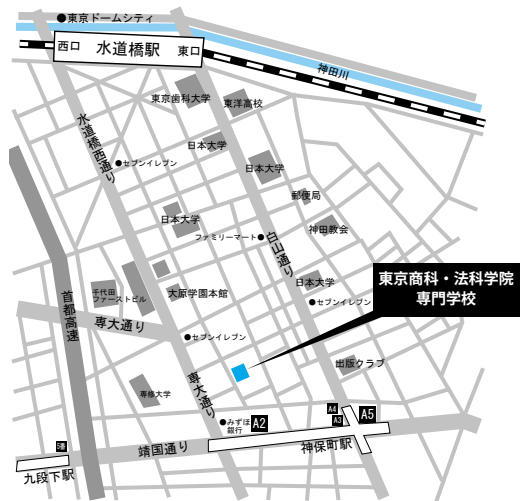 ●東京ドームシティ
西口 水道橋駅 東口
神田川
東京歯科大学
東洋高校
水道橋西通り
日本大学
●セブンイレブン
日本大学
郵便局
日本大学
神田教会
ファミリーマート●
白山通り
千代田
ファーストビル
大原学園本館
日本大学
●セブンイレブン
東京商科・法科学院
専門学校
首都高速
専大通り
●セブンイレブン
出版クラブ
専修大学
専大通り
●みずほ
銀行
A2
A4
A3
A5
神保町駅
靖国通り
九段下駅